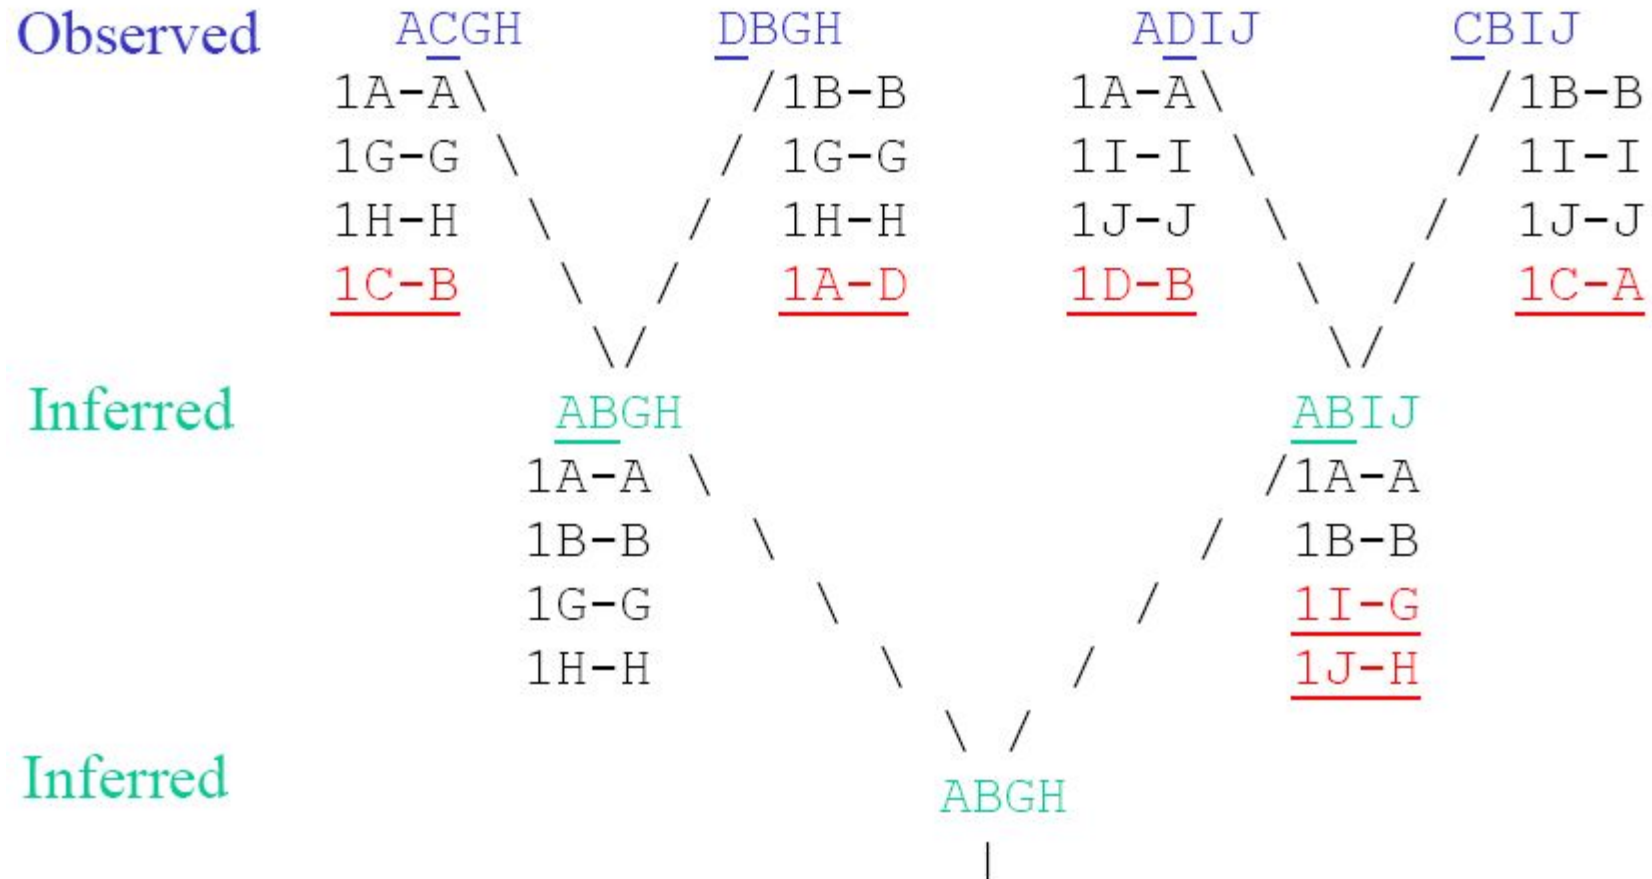 Observed ACGH DBGH ADIJ CBIJ
1A-A\ /1B-B 1A-A\ /1B-B
1G-G \ / 1G-G 1I-I \ / 1I-I
1H-H \ / 1H-H 1J-J \ / 1J-J
1C-B \ / 1A-D 1D-B \ / 1C-A
\/ \/
Inferred ABGH ABIJ
1A-A \ /1A-A
1B-B \ / 1B-B
1G-G \ / 1I-G
1H-H \ / 1J-H
\ /
Inferred ABGH
|